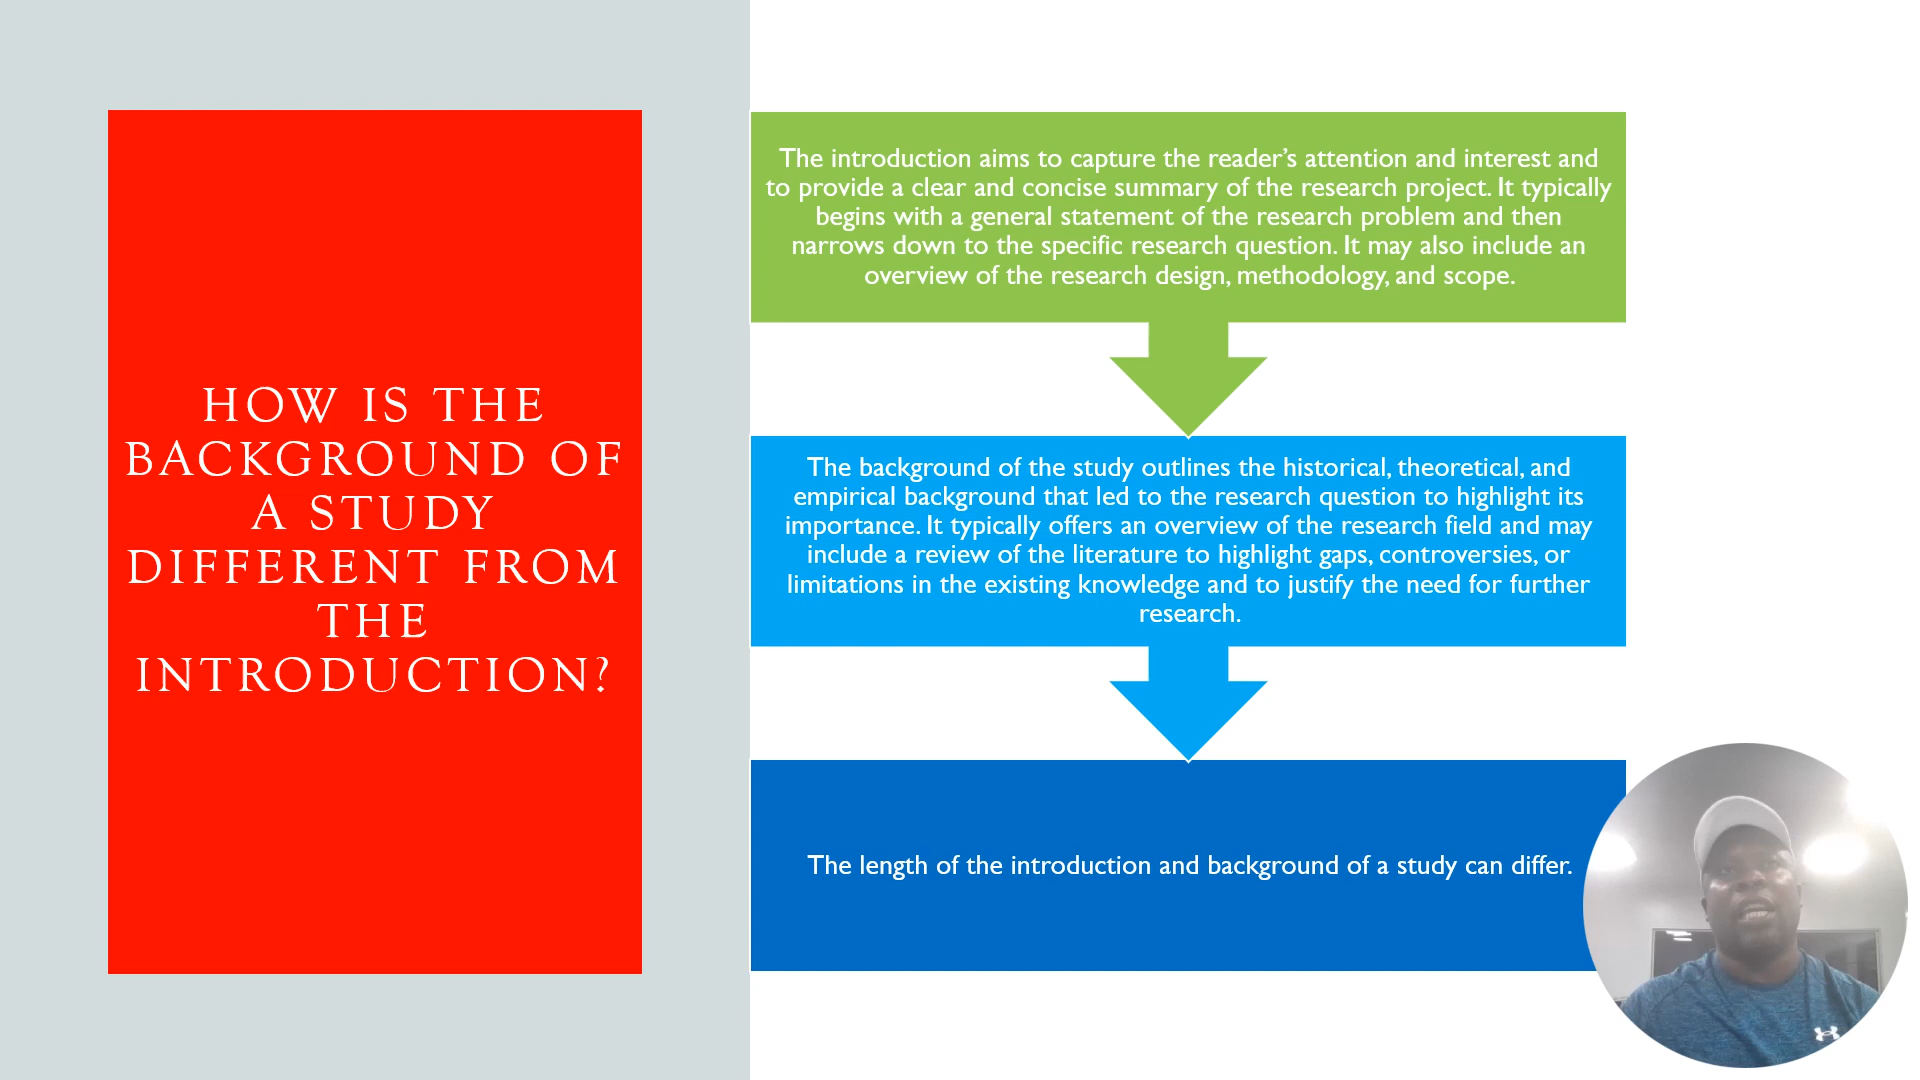 HOW IS THE
BACKGROUND OF
A STUDY
DIFFERENT FROM
THE
INTRODUCTION?
The introduction aims to capture the reader’s attention and interest and
to provide a clear and concise summary of the research project. It typically
begins with a general statement of the research problem and then
narrows down to the specific research question. It may also include an
overview of the research design, methodology, and scope.
The background of the study outlines the historical, theoretical, and
empirical background that led to the research question to highlight its
importance. It typically offers an overview of the research field and may
include a review of the literature to highlight gaps, controversies, or
limitations in the existing knowledge and to justify the need for further
research.
The length of the introduction and background of a study can differ.